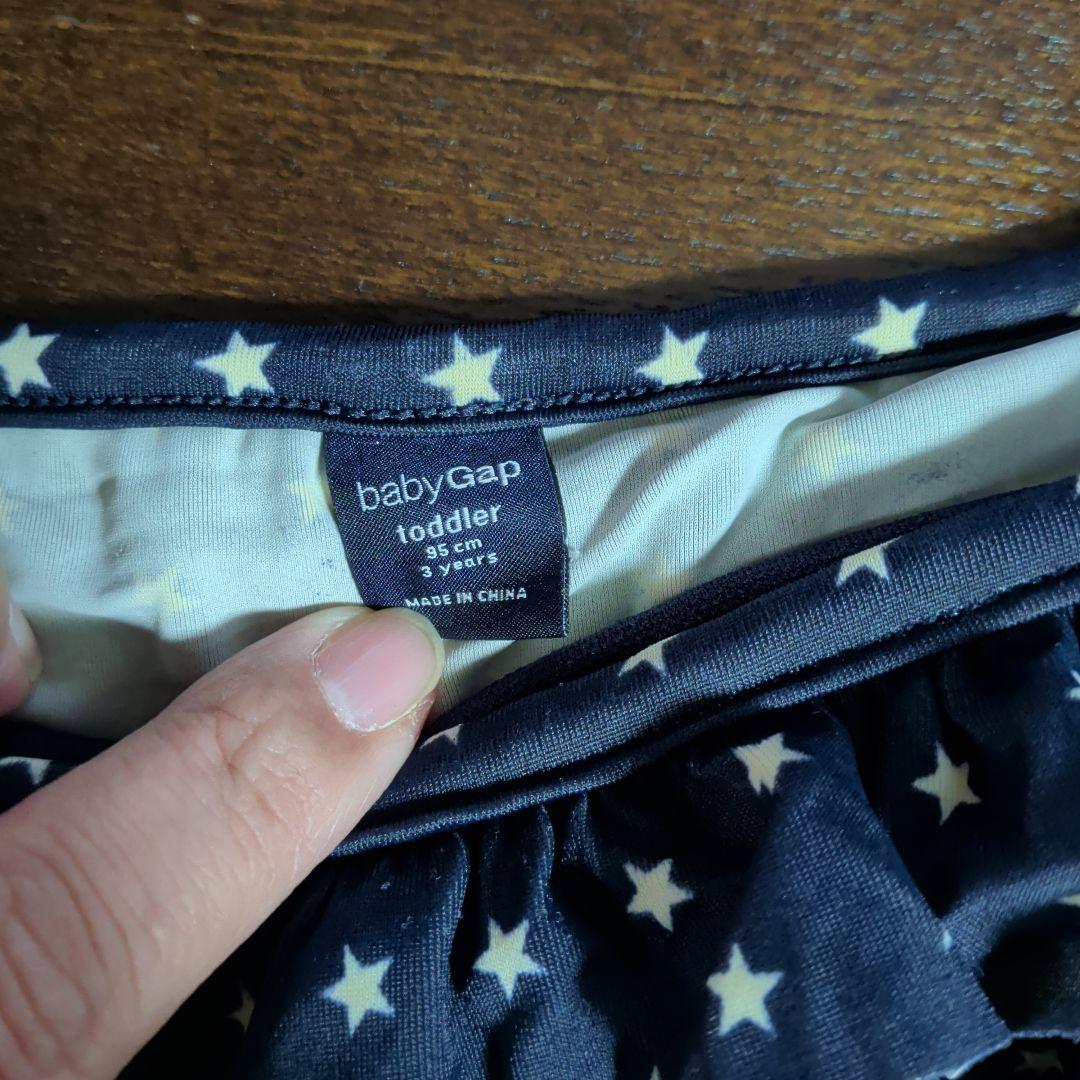 babyGap
toddler
95 cm
3 years
MADE IN CHINA